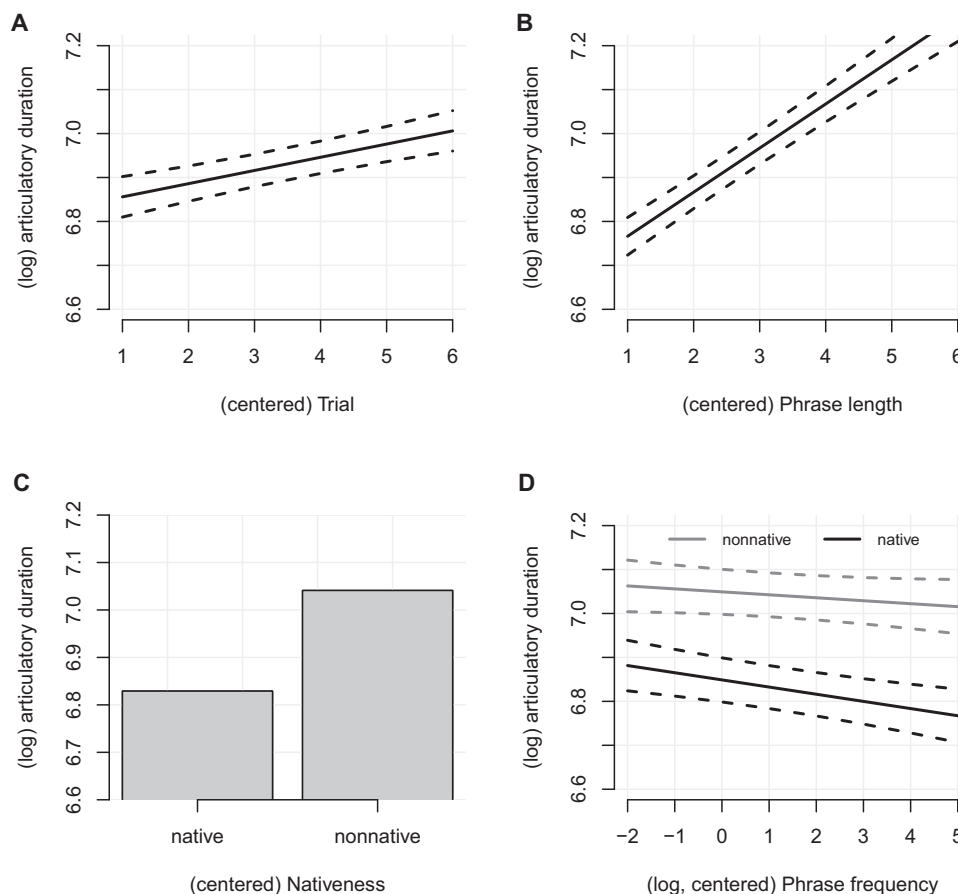 A
(log) articulatory duration
7.2
7.0
6.8
6.6
1 2 3 4 5 6
(centered) Trial
B
(log) articulatory duration
7.2
7.0
6.8
6.6
1 2 3 4 5 6
(centered) Phrase length
C
(log) articulatory duration
7.2
7.1
7.0
6.9
6.8
6.7
6.6
native nonnative
(centered) Nativeness
D
(log) articulatory duration
7.2
7.0
6.8
6.6
nonnative native
−2 −1 0 1 2 3 4 5
(log, centered) Phrase frequency